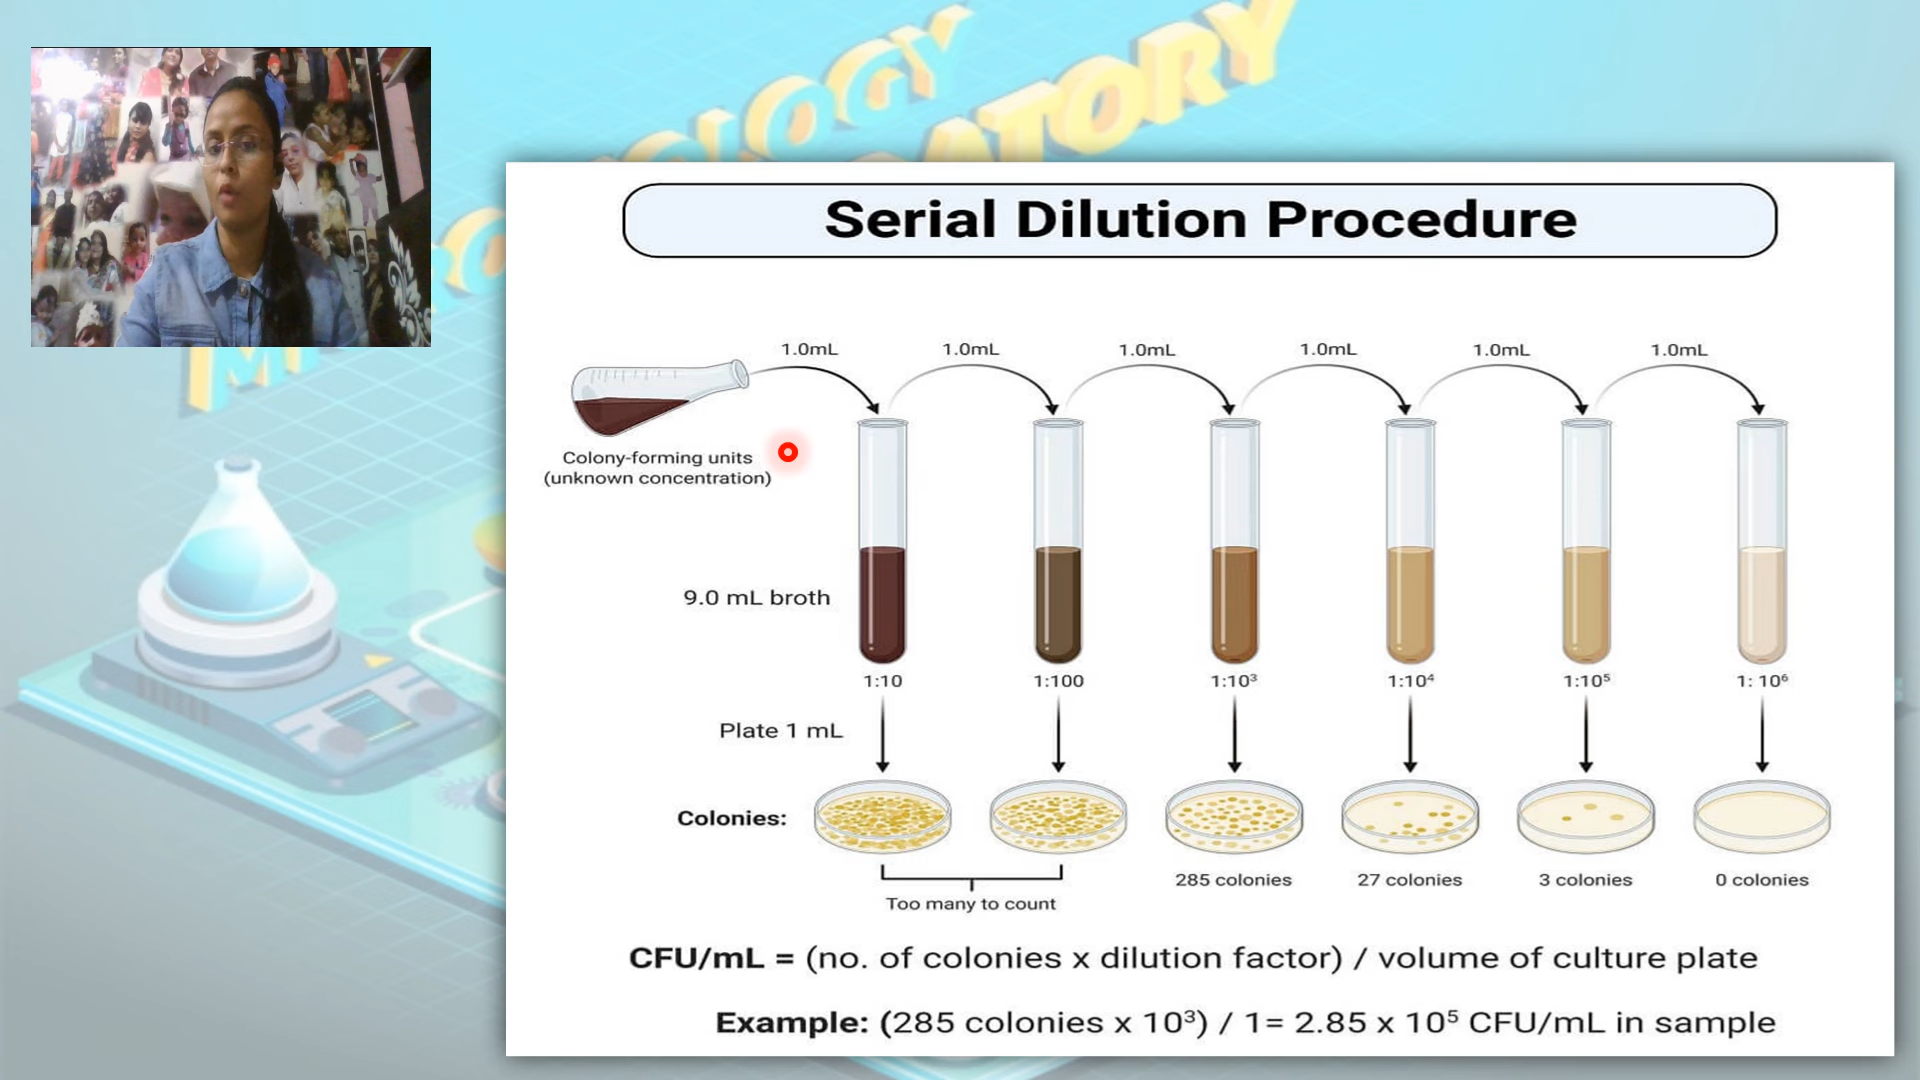 OLOGY
ATORY
Serial Dilution Procedure
1.0mL 1.0mL 1.0mL 1.0mL 1.0mL 1.0mL
Colony-forming units
(unknown concentration)
9.0 mL broth
1:10 1:100 1:10³ 1:10⁴ 1:10⁵ 1: 10⁶
Plate 1 mL
Colonies:
285 colonies 27 colonies 3 colonies 0 colonies
Too many to count
CFU/mL = (no. of colonies x dilution factor) / volume of culture plate
Example: (285 colonies x 10³) / 1= 2.85 x 10⁵ CFU/mL in sample